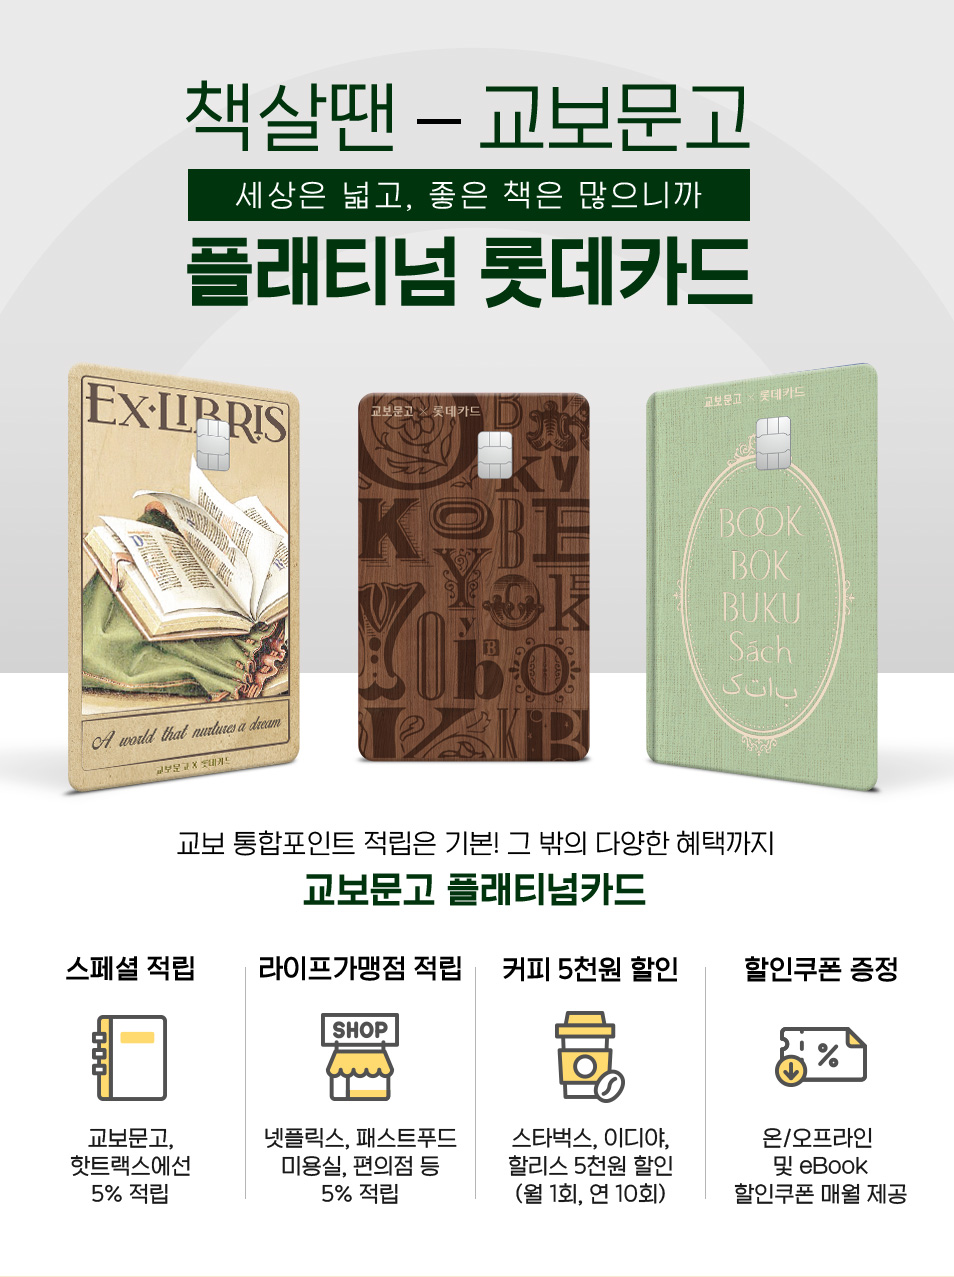 책살땐 – 교보문고
세상은 넓고, 좋은 책은 많으니까
플래티넘 롯데카드
EX·LIBRIS
A world that nurtures a dream
교보문고 X 롯데카드
교보문고 × 롯데카드
B
Ky
KOBE
Y
OK
Yo!bO
B
KB
교보문고 × 롯데카드
BOOK
BOK
BUKU
Sách
کتاب
교보 통합포인트 적립은 기본! 그 밖의 다양한 혜택까지
교보문고 플래티넘카드
스페셜 적립
교보문고,
핫트랙스에선
5% 적립
라이프가맹점 적립
SHOP
넷플릭스, 패스트푸드
미용실, 편의점 등
5% 적립
커피 5천원 할인
스타벅스, 이디야,
할리스 5천원 할인
(월 1회, 연 10회)
할인쿠폰 증정
%
온/오프라인
및 eBook
할인쿠폰 매월 제공